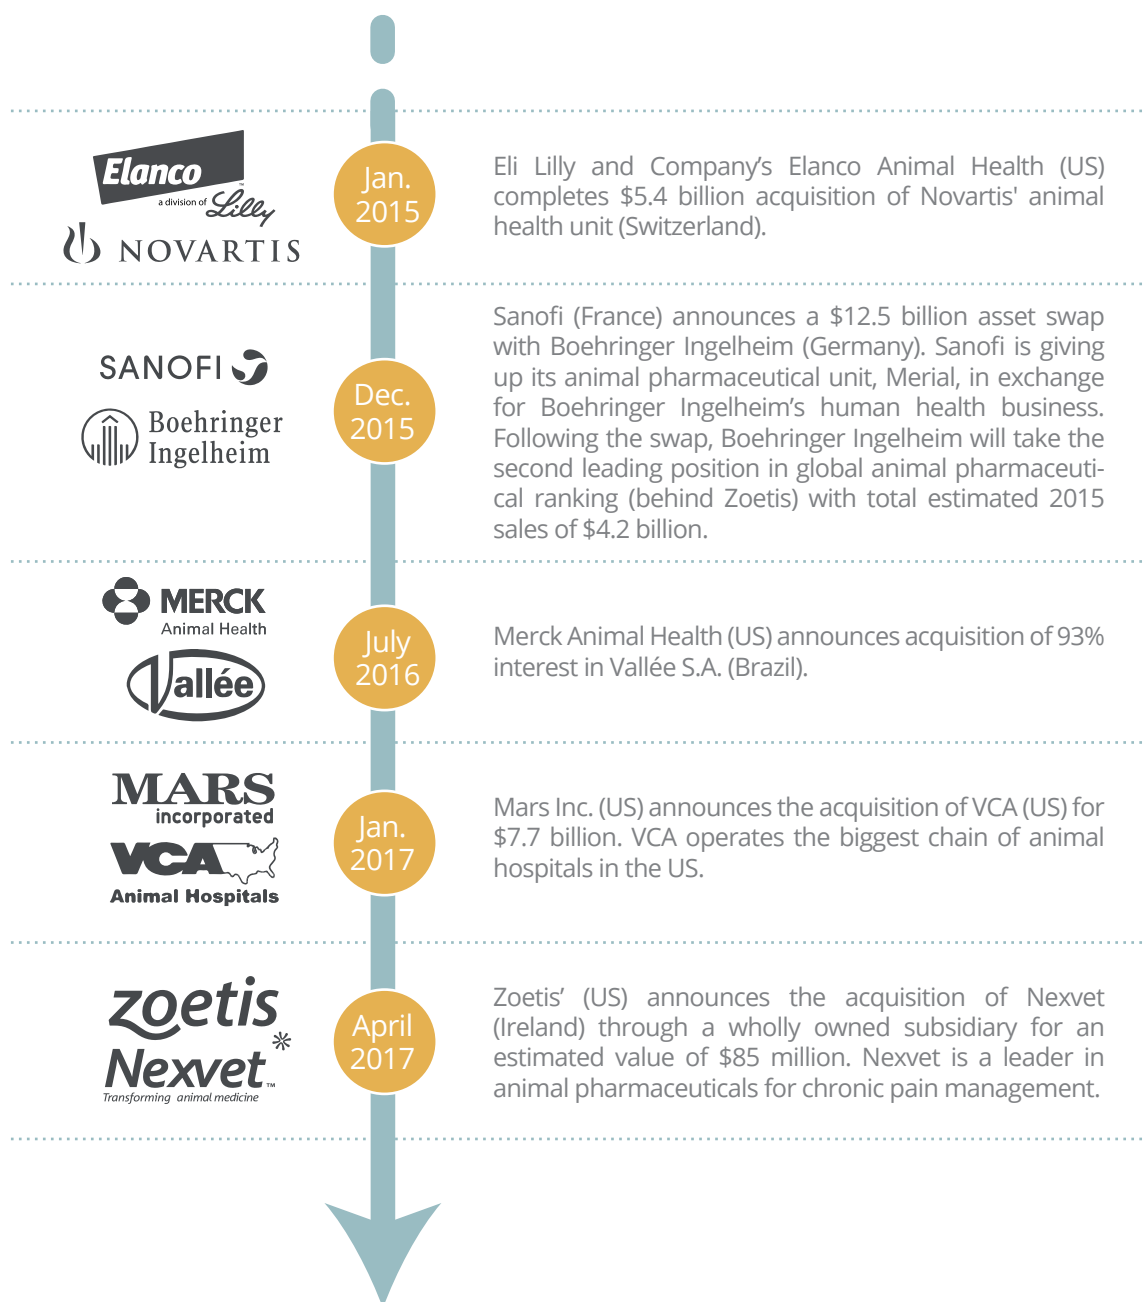 Elanco
a division of Lilly
NOVARTIS
Jan.
2015
Eli Lilly and Company’s Elanco Animal Health (US)
completes $5.4 billion acquisition of Novartis' animal
health unit (Switzerland).
SANOFI
Boehringer
Ingelheim
Dec.
2015
Sanofi (France) announces a $12.5 billion asset swap
with Boehringer Ingelheim (Germany). Sanofi is giving
up its animal pharmaceutical unit, Merial, in exchange
for Boehringer Ingelheim’s human health business.
Following the swap, Boehringer Ingelheim will take the
second leading position in global animal pharmaceuti-
cal ranking (behind Zoetis) with total estimated 2015
sales of $4.2 billion.
MERCK
Animal Health
Vallée
July
2016
Merck Animal Health (US) announces acquisition of 93%
interest in Vallée S.A. (Brazil).
MARS
incorporated
VCA
Animal Hospitals
Jan.
2017
Mars Inc. (US) announces the acquisition of VCA (US) for
$7.7 billion. VCA operates the biggest chain of animal
hospitals in the US.
zoetis
Nexvet™
Transforming animal medicine
April
2017
Zoetis’ (US) announces the acquisition of Nexvet
(Ireland) through a wholly owned subsidiary for an
estimated value of $85 million. Nexvet is a leader in
animal pharmaceuticals for chronic pain management.